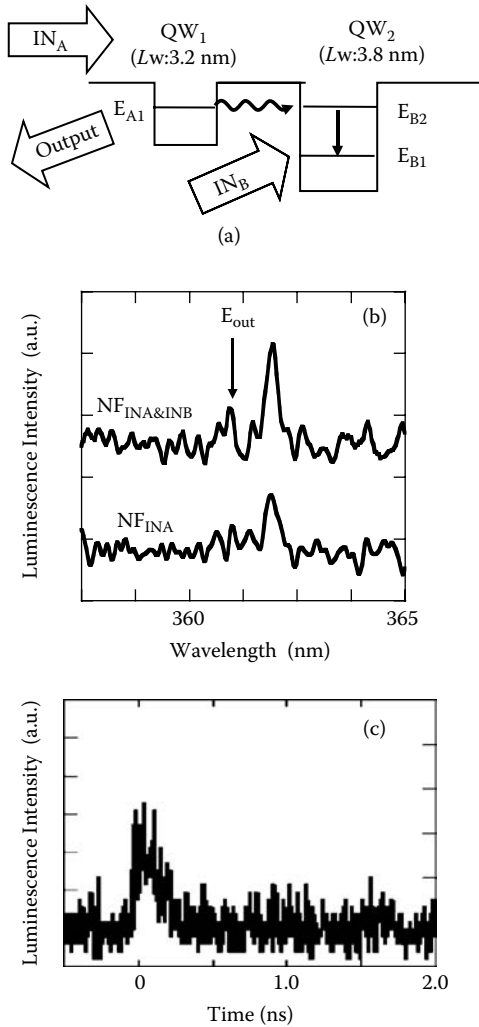 IN_A
QW_1
(Lw:3.2 nm)
QW_2
(Lw:3.8 nm)
E_A1
E_B2
Output
IN_B
E_B1
(a)
(b)
E_out
NF_INA&INB
NF_INA
Luminescence Intensity (a.u.)
360
365
Wavelength (nm)
(c)
Luminescence Intensity (a.u.)
0
1.0
2.0
Time (ns)